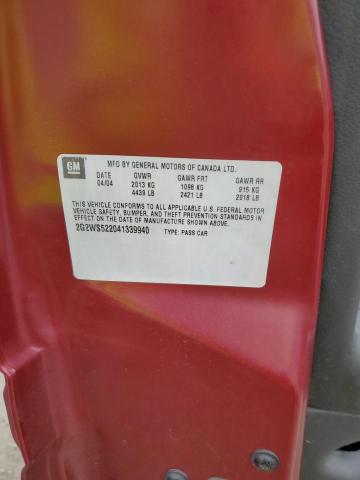 GM
MFD BY GENERAL MOTORS OF CANADA LTD.
DATE GVWR GAWR FRT GAWR RR
04/04 2013 KG 1098 KG 915 KG
4439 LB 2421 LB 2018 LB
THIS VEHICLE CONFORMS TO ALL APPLICABLE U.S. FEDERAL MOTOR
VEHICLE SAFETY, BUMPER, AND THEFT PREVENTION STANDARDS IN
EFFECT ON THE DATE OF MANUFACTURE SHOWN ABOVE.
2G2WS522041339940 TYPE: PASS CAR